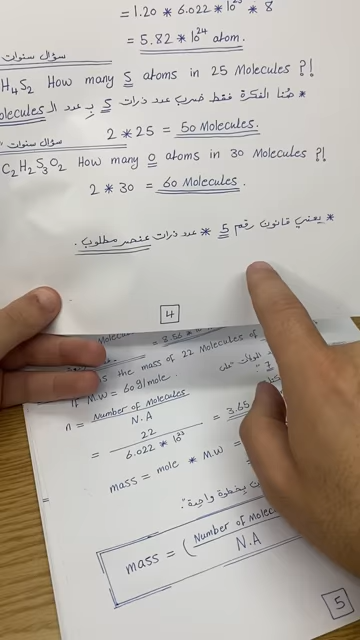 = 1.20 * 6.022 * 10²³ * 8
= 5.82 * 10²⁴ atom.
سؤال سنوات
H₄S₂ How many S atoms in 25 Molecules ?!
* هنا الفكرة فقط ضرب عدد ذرات S بـ عدد الـ Molecules
2 * 25 = 50 Molecules.
سؤال سنوات
C₂H₂S₃O₂ How many O atoms in 30 Molecules ?!
2 * 30 = 60 Molecules.
* يعني قانون رقم 5 * عدد ذرات عنصر مطلوب .
4
the mass of 22 Molecules of
if M.W = 60 g/mole.
n = Number of Molecules / N.A
= 22 / 6.022 * 10²³ = 3.65
mass = mole * M.W =
بخطوة واحدة".
mass = ( Number of Molec / N.A
5